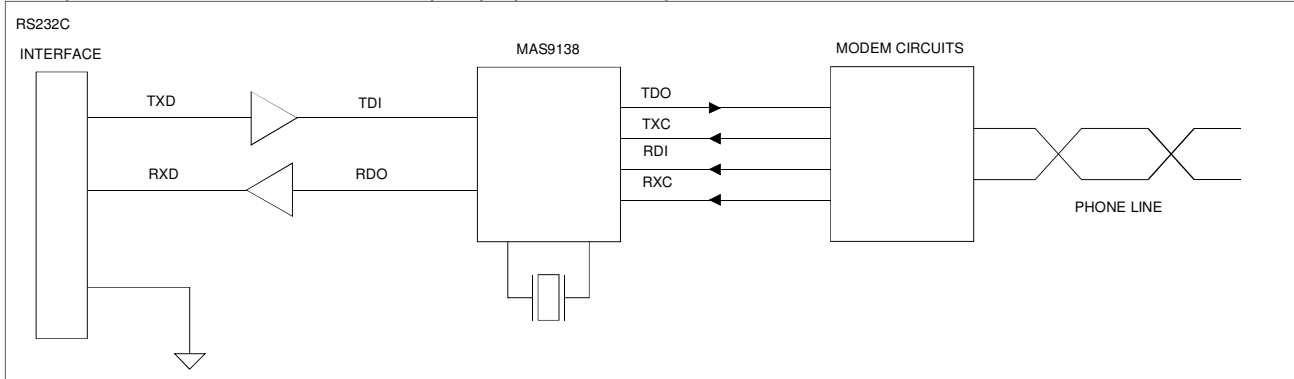 RS232C
INTERFACE
MAS9138
MODEM CIRCUITS
TXD
TDI
TDO
TXC
RDI
RXC
RXD
RDO
PHONE LINE